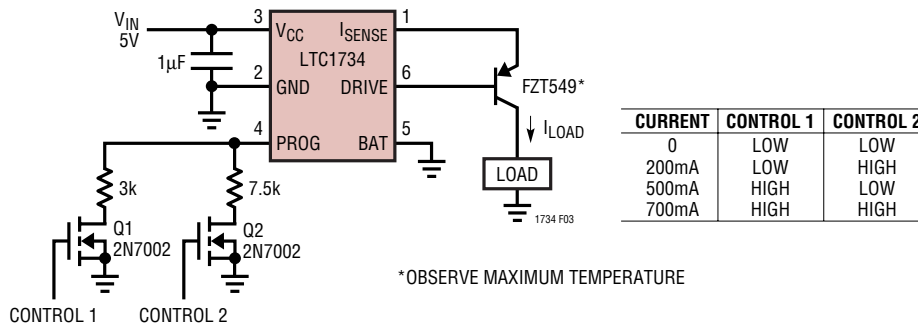 V_IN
5V
1µF
3
V_CC
I_SENSE
1
LTC1734
2
GND
DRIVE
6
4
PROG
BAT
5
FZT549*
I_LOAD
LOAD
1734 F03
3k
7.5k
Q1
2N7002
Q2
2N7002
CONTROL 1
CONTROL 2
CURRENT CONTROL 1 CONTROL 2
0 LOW LOW
200mA LOW HIGH
500mA HIGH LOW
700mA HIGH HIGH
*OBSERVE MAXIMUM TEMPERATURE